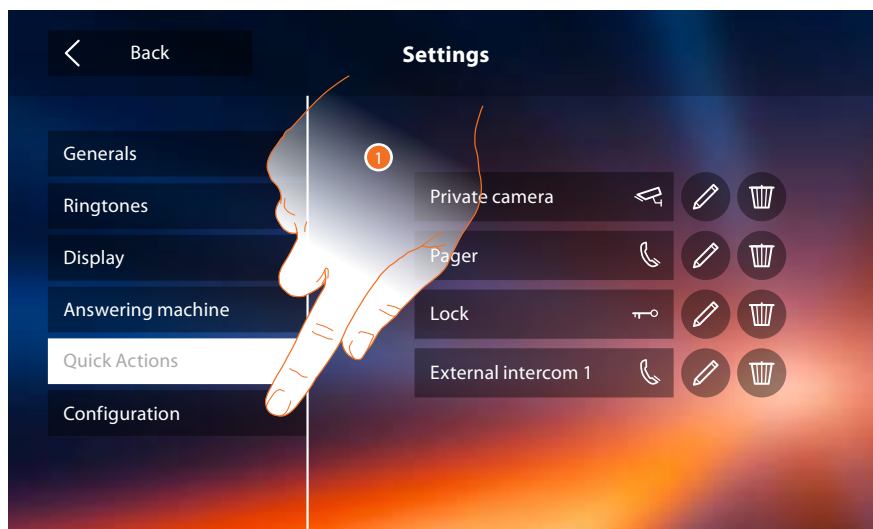 Back
Settings
Generals
Ringtones
Display
Answering machine
Quick Actions
Configuration
1
Private camera
Pager
Lock
External intercom 1